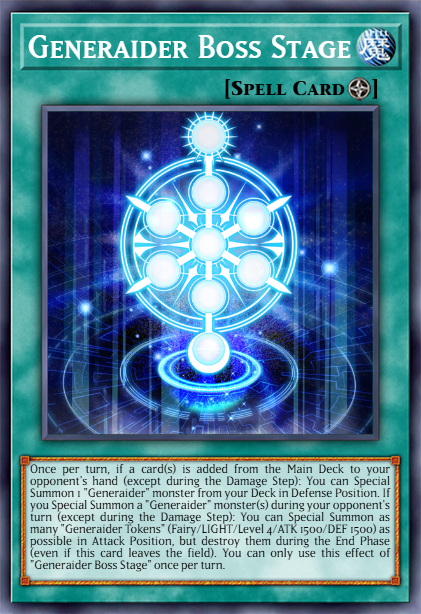 Generaider Boss Stage
魔
[Spell Card]
Once per turn, if a card(s) is added from the Main Deck to your
opponent's hand (except during the Damage Step): You can Special
Summon 1 "Generaider" monster from your Deck in Defense Position. If
you Special Summon a "Generaider" monster(s) during your opponent's
turn (except during the Damage Step): You can Special Summon as
many "Generaider Tokens" (Fairy/LIGHT/Level 4/ATK 1500/DEF 1500) as
possible in Attack Position, but destroy them during the End Phase
(even if this card leaves the field). You can only use this effect of
"Generaider Boss Stage" once per turn.